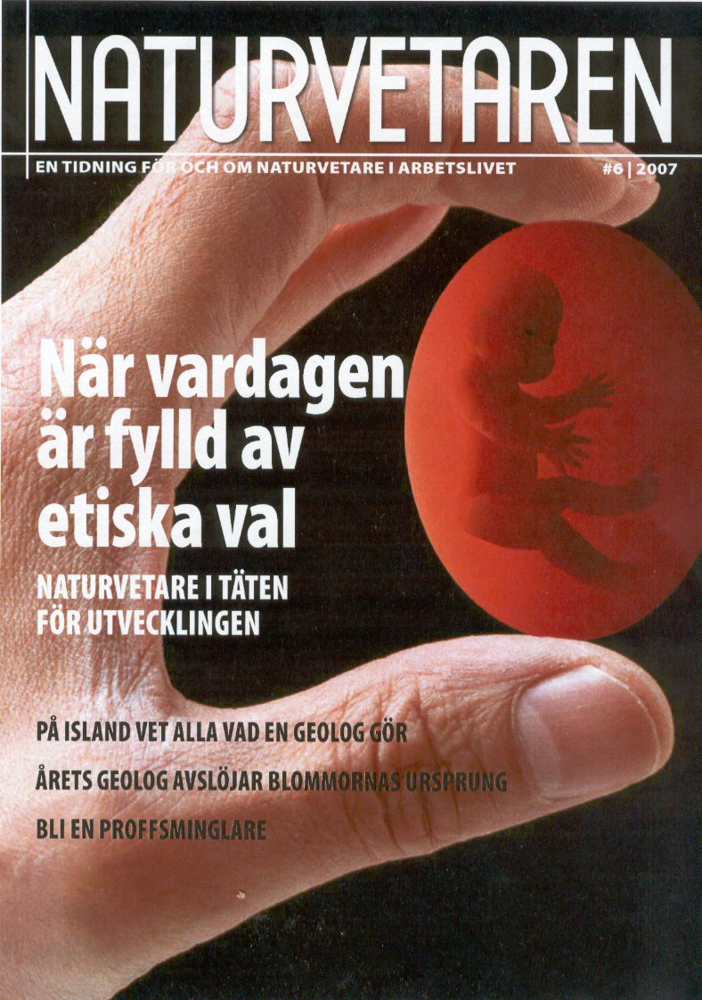 NATURVETAREN
EN TIDNING FÖR OCH OM NATURVETARE I ARBETSLIVET #6 | 2007
När vardagen
är fylld av
etiska val
NATURVETARE I TÄTEN
FÖR UTVECKLINGEN
PÅ ISLAND VET ALLA VAD EN GEOLOG GÖR
ÅRETS GEOLOG AVSLÖJAR BLOMMORNAS URSPRUNG
BLI EN PROFFSMINGLARE